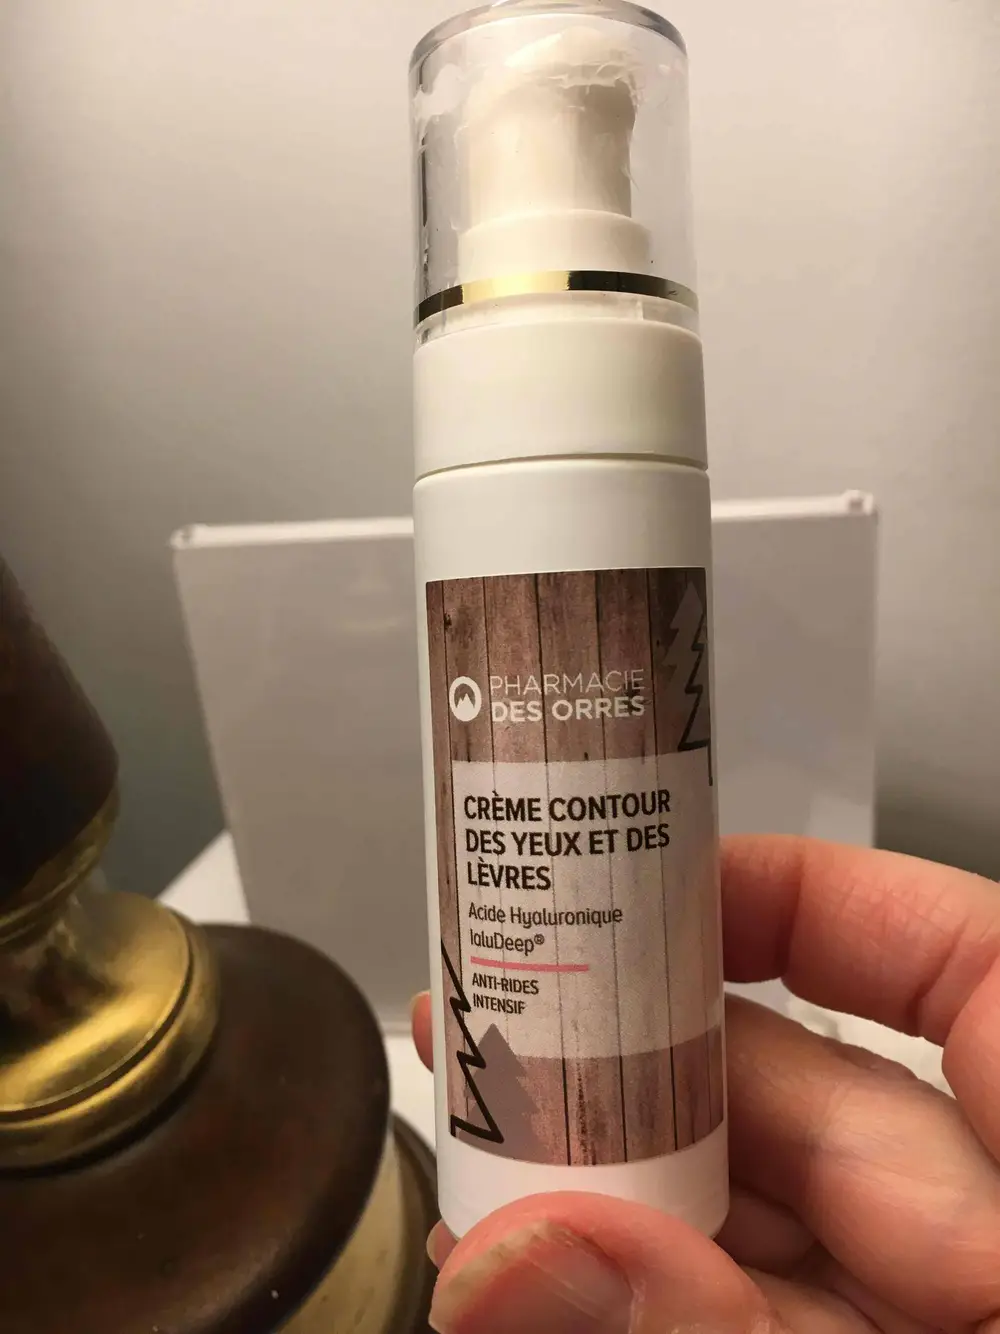 PHARMACIE
DES ORRES
CRÈME CONTOUR
DES YEUX ET DES
LÈVRES
Acide Hyaluronique
IaluDeep®
ANTI-RIDES
INTENSIF